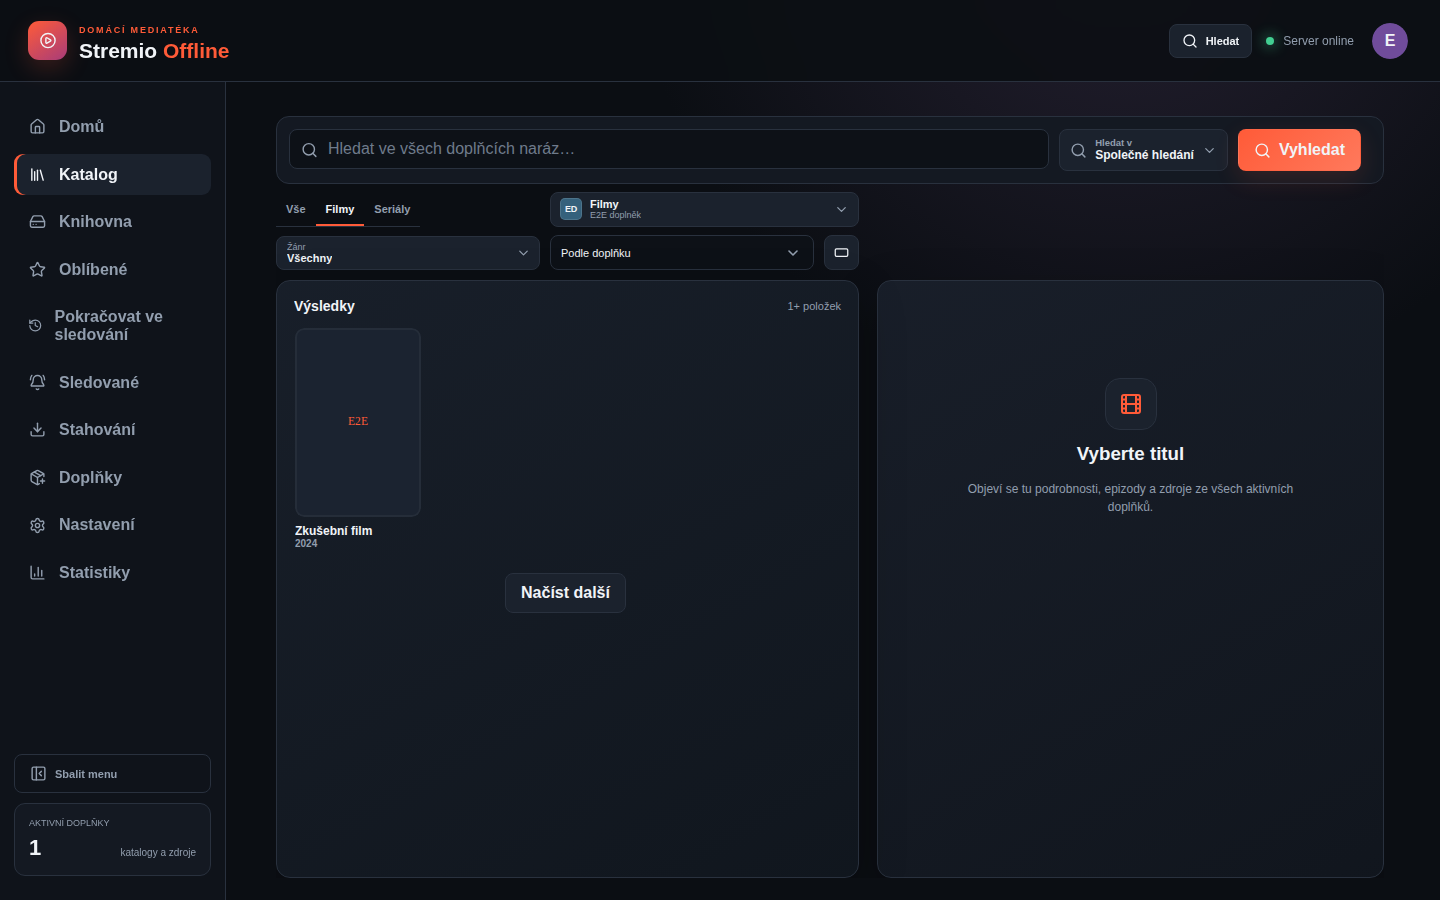 DOMÁCÍ MEDIATÉKA
Stremio Offline
Hledat
Server online
E
Domů
Katalog
Knihovna
Oblíbené
Pokračovat ve
sledování
Sledované
Stahování
Doplňky
Nastavení
Statistiky
Sbalit menu
AKTIVNÍ DOPLŇKY
1
katalogy a zdroje
Hledat ve všech doplňcích naráz…
Hledat v
Společné hledání
Vyhledat
Vše
Filmy
Seriály
ED
Filmy
E2E doplněk
Žánr
Všechny
Podle doplňku
Výsledky
1+ položek
E2E
Zkušební film
2024
Načíst další
Vyberte titul
Objeví se tu podrobnosti, epizody a zdroje ze všech aktivních
doplňků.